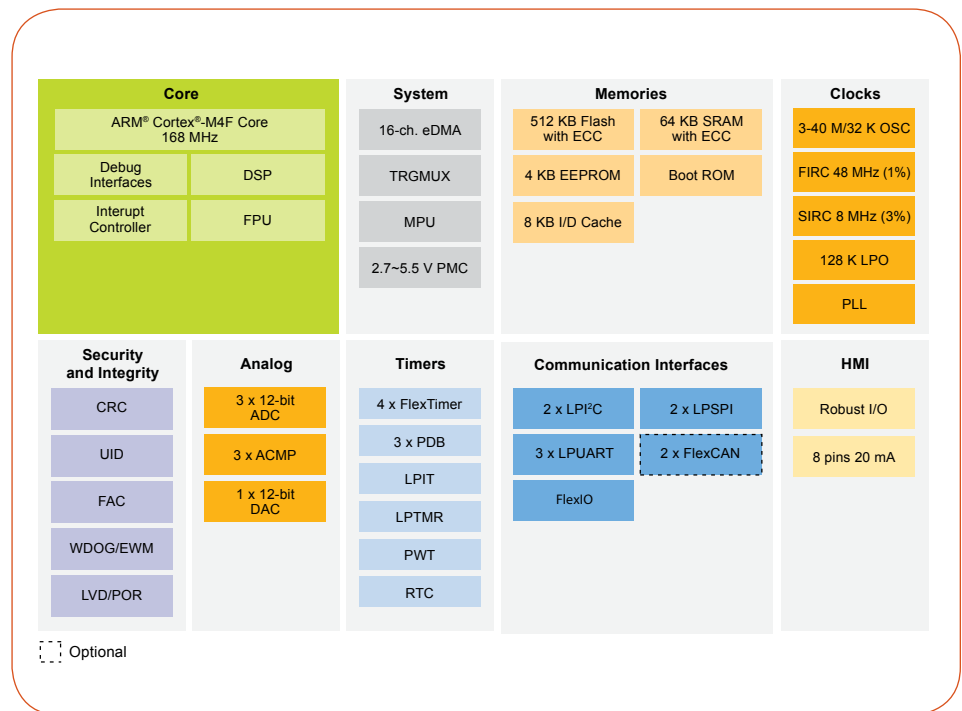 Core
ARM® Cortex®-M4F Core
168 MHz
Debug
Interfaces
DSP
Interupt
Controller
FPU
System
16-ch. eDMA
TRGMUX
MPU
2.7~5.5 V PMC
Memories
512 KB Flash
with ECC
64 KB SRAM
with ECC
4 KB EEPROM
Boot ROM
8 KB I/D Cache
Clocks
3-40 M/32 K OSC
FIRC 48 MHz (1%)
SIRC 8 MHz (3%)
128 K LPO
PLL
Security
and Integrity
CRC
UID
FAC
WDOG/EWM
LVD/POR
Analog
3 x 12-bit
ADC
3 x ACMP
1 x 12-bit
DAC
Timers
4 x FlexTimer
3 x PDB
LPIT
LPTMR
PWT
RTC
Communication Interfaces
2 x LPI²C
2 x LPSPI
3 x LPUART
2 x FlexCAN
FlexIO
HMI
Robust I/O
8 pins 20 mA
Optional